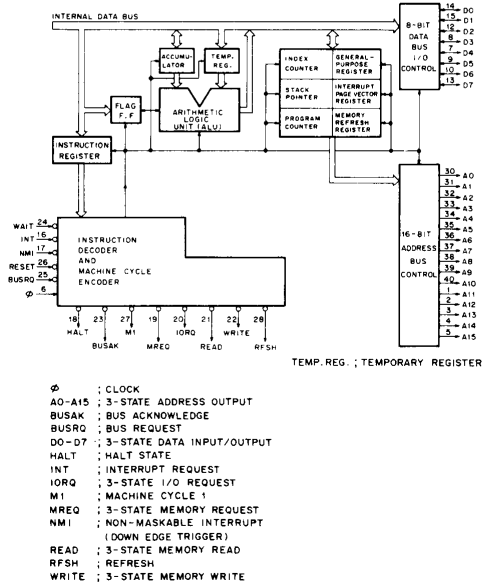 INTERNAL DATA BUS
ACCUMU-
LATOR
TEMP.
REG.
INDEX
COUNTER
GENERAL-
PURPOSE
REGISTER
STACK
POINTER
INTERRUPT
PAGE VECTOR
REGISTER
PROGRAM
COUNTER
MEMORY
REFRESH
REGISTER
8-BIT
DATA
BUS
I/O
CONTROL
14 D0
15 D1
12 D2
8 D3
7 D4
9 D5
10 D6
13 D7
FLAG
F.F
ARITHMETIC
LOGIC
UNIT (ALU)
INSTRUCTION
REGISTER
16-BIT
ADDRESS
BUS
CONTROL
30 A0
31 A1
32 A2
33 A3
34 A4
35 A5
36 A6
37 A7
38 A8
39 A9
40 A10
1 A11
2 A12
3 A13
4 A14
5 A15
WAIT 24
INT 16
NMI 17
RESET 26
BUSRQ 25
Ø 6
INSTRUCTION
DECODER
AND
MACHINE CYCLE
ENCODER
18 23 27 19 20 21 22 28
HALT M1 IORQ WRITE
BUSAK MREQ READ RFSH
TEMP. REG. ; TEMPORARY REGISTER
Ø ; CLOCK
A0-A15 ; 3-STATE ADDRESS OUTPUT
BUSAK ; BUS ACKNOWLEDGE
BUSRQ ; BUS REQUEST
D0-D7 ; 3-STATE DATA INPUT/OUTPUT
HALT ; HALT STATE
INT ; INTERRUPT REQUEST
IORQ ; 3-STATE I/O REQUEST
M1 ; MACHINE CYCLE 1
MREQ ; 3-STATE MEMORY REQUEST
NMI ; NON-MASKABLE INTERRUPT
(DOWN EDGE TRIGGER)
READ ; 3-STATE MEMORY READ
RFSH ; REFRESH
WRITE ; 3-STATE MEMORY WRITE